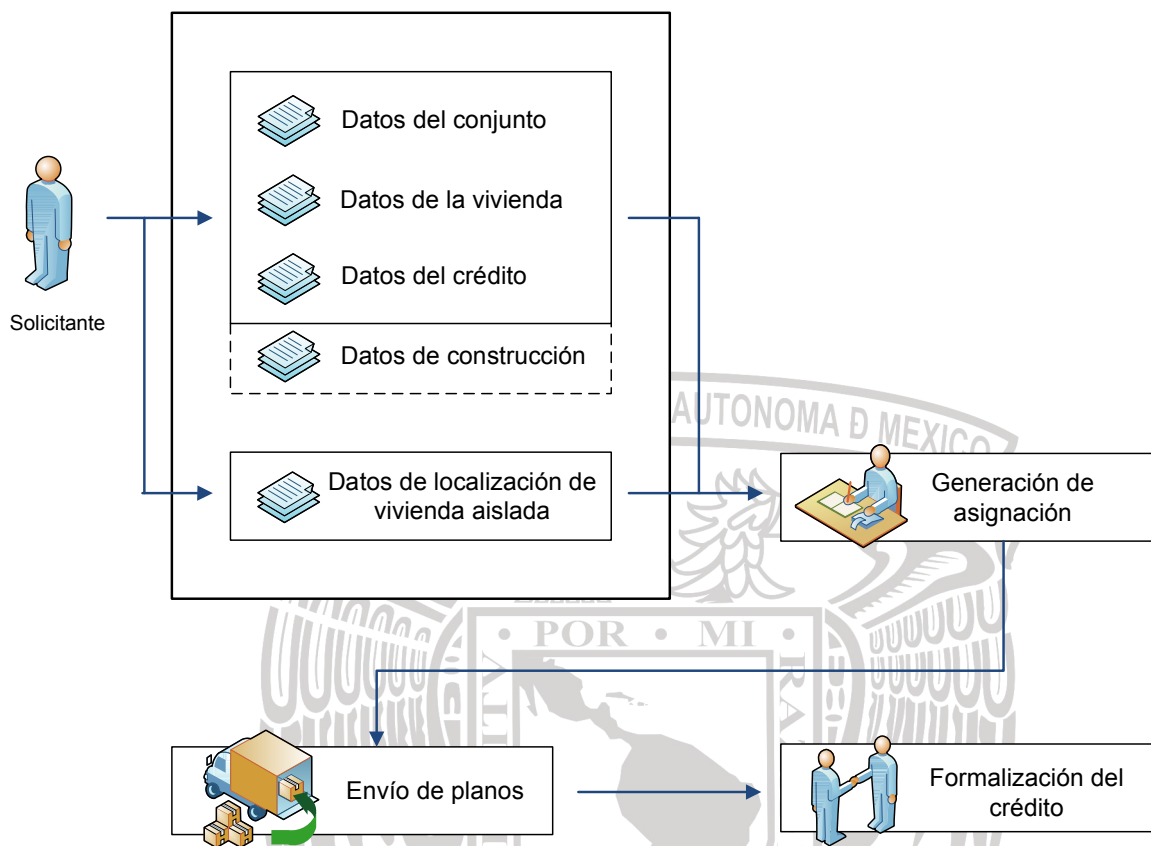 Datos del conjunto
Datos de la vivienda
Datos del crédito
Solicitante
Datos de construcción
AUTONOMA Đ MEXICO
Datos de localización de
vivienda aislada
Generación de
asignación
• POR • MI •
Envío de planos
Formalización del
crédito